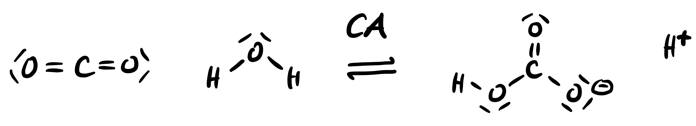 O = C = O H O H CA ⇌ H O C O O ⊖ H⁺